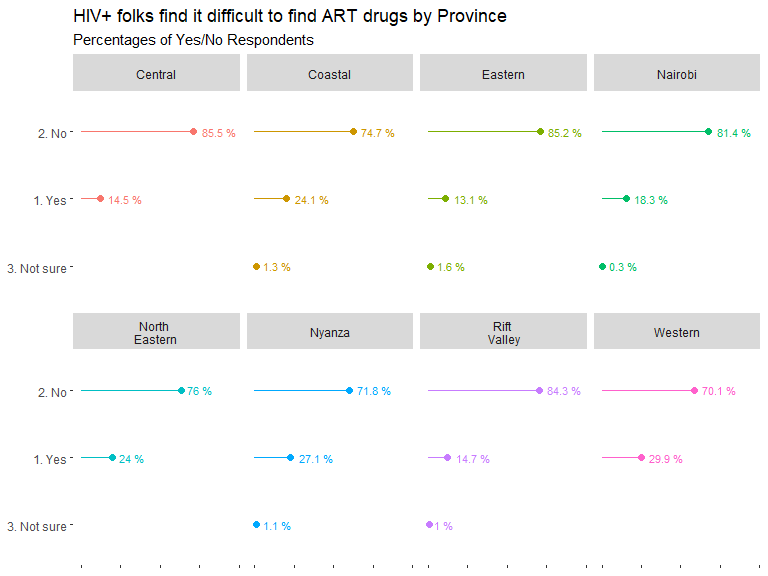 HIV+ folks find it difficult to find ART drugs by Province
Percentages of Yes/No Respondents
Central
Coastal
Eastern
Nairobi
2. No
85.5 %
74.7 %
85.2 %
81.4 %
1. Yes
14.5 %
24.1 %
13.1 %
18.3 %
3. Not sure
1.3 %
1.6 %
0.3 %
North
Eastern
Nyanza
Rift
Valley
Western
2. No
76 %
71.8 %
84.3 %
70.1 %
1. Yes
24 %
27.1 %
14.7 %
29.9 %
3. Not sure
1.1 %
1 %